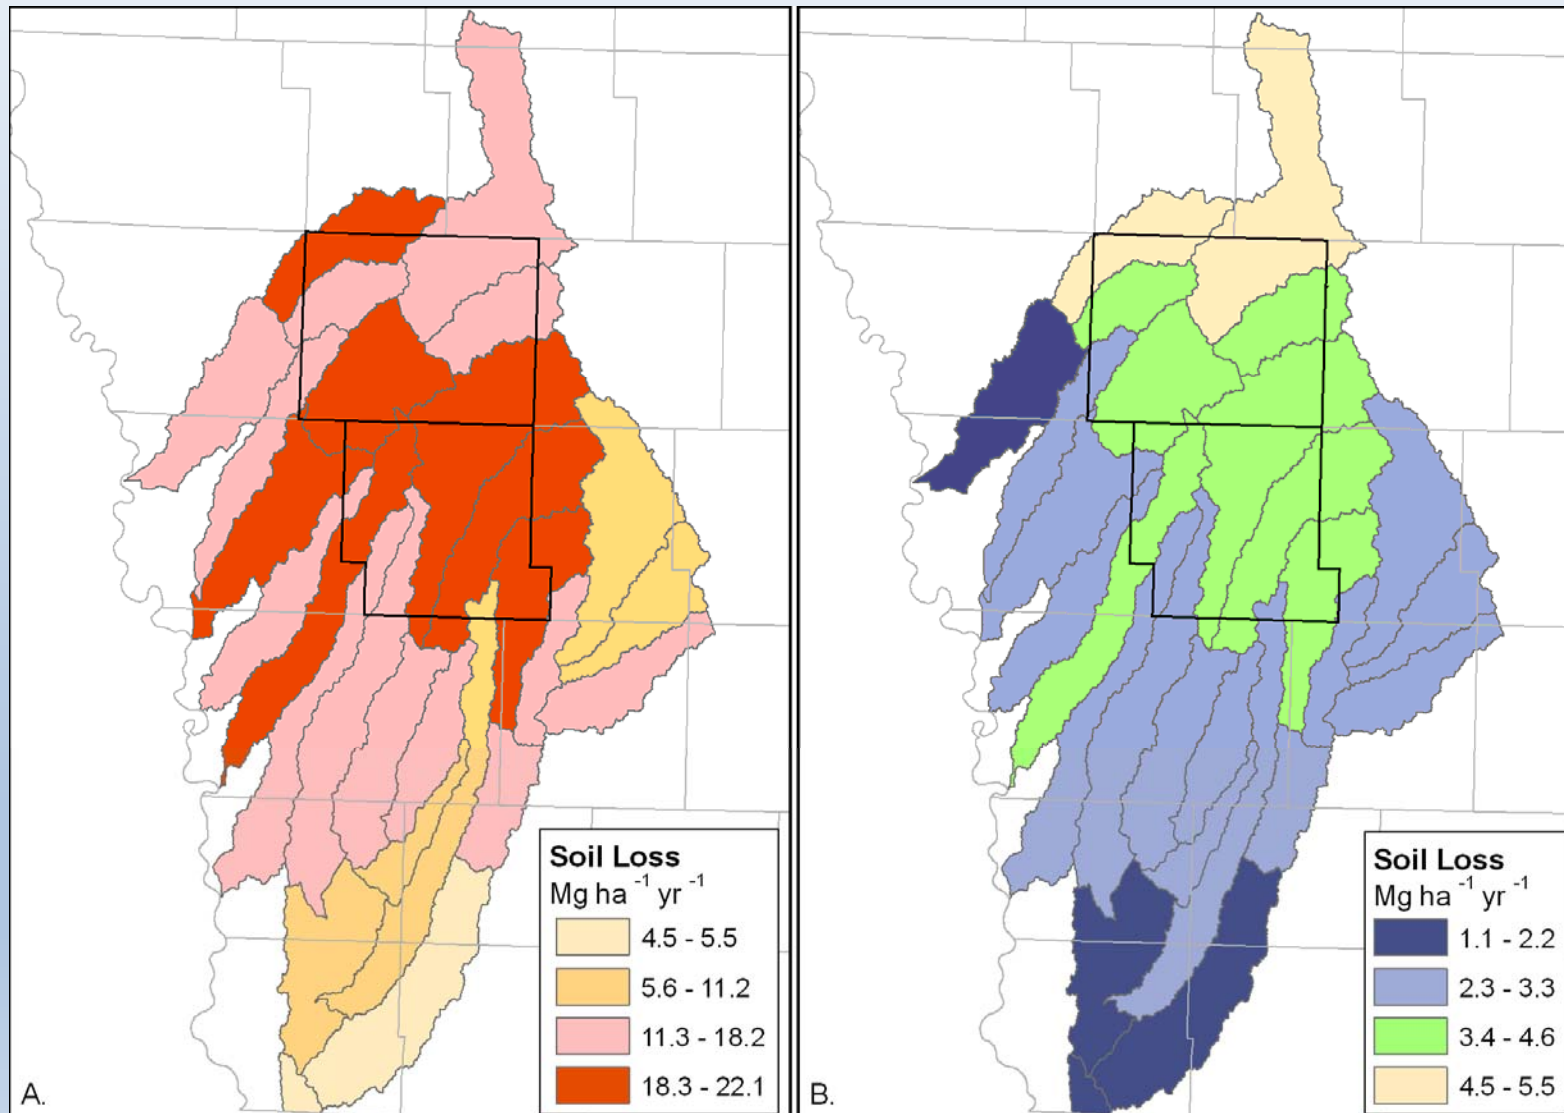 Soil Loss
Mg ha -1 yr -1
4.5 - 5.5
5.6 - 11.2
11.3 - 18.2
18.3 - 22.1
A.
Soil Loss
Mg ha -1 yr -1
1.1 - 2.2
2.3 - 3.3
3.4 - 4.6
4.5 - 5.5
B.